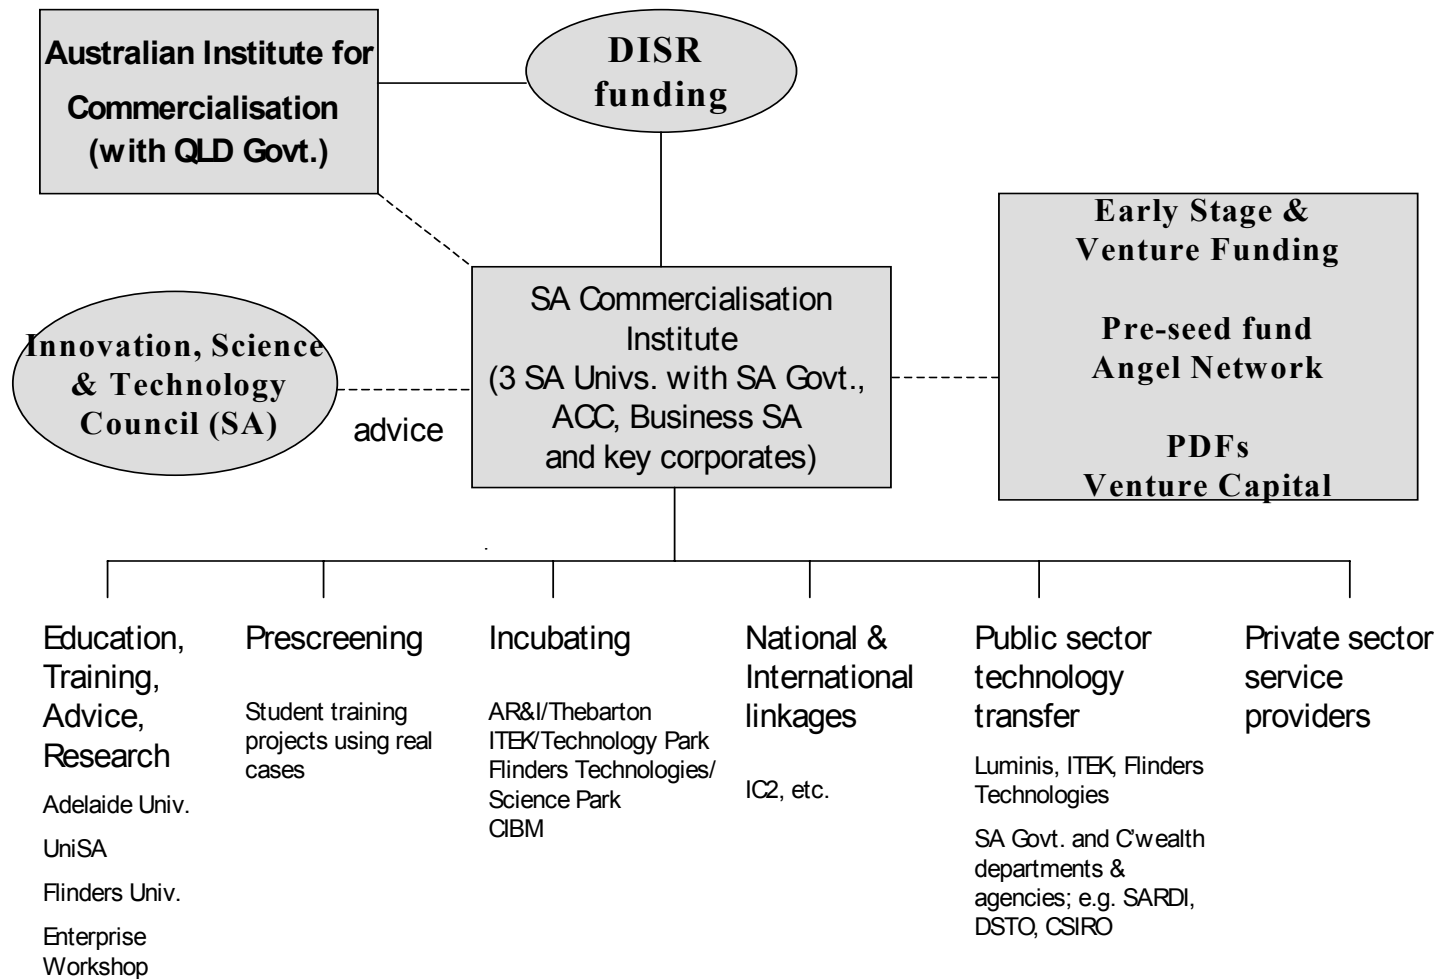 Australian Institute for
Commercialisation
(with QLD Govt.)
DISR
funding
Early Stage &
Venture Funding
Pre-seed fund
Angel Network
PDFs
Venture Capital
SA Commercialisation
Institute
(3 SA Univs. with SA Govt.,
ACC, Business SA
and key corporates)
Innovation, Science
& Technology
Council (SA)
advice
Education,
Training,
Advice,
Research
Adelaide Univ.
UniSA
Flinders Univ.
Enterprise
Workshop
Prescreening
Student training
projects using real
cases
Incubating
AR&I/Thebarton
ITEK/Technology Park
Flinders Technologies/
Science Park
CIBM
National &
International
linkages
IC2, etc.
Public sector
technology
transfer
Luminis, ITEK, Flinders
Technologies
SA Govt. and C'wealth
departments &
agencies; e.g. SARDI,
DSTO, CSIRO
Private sector
service
providers